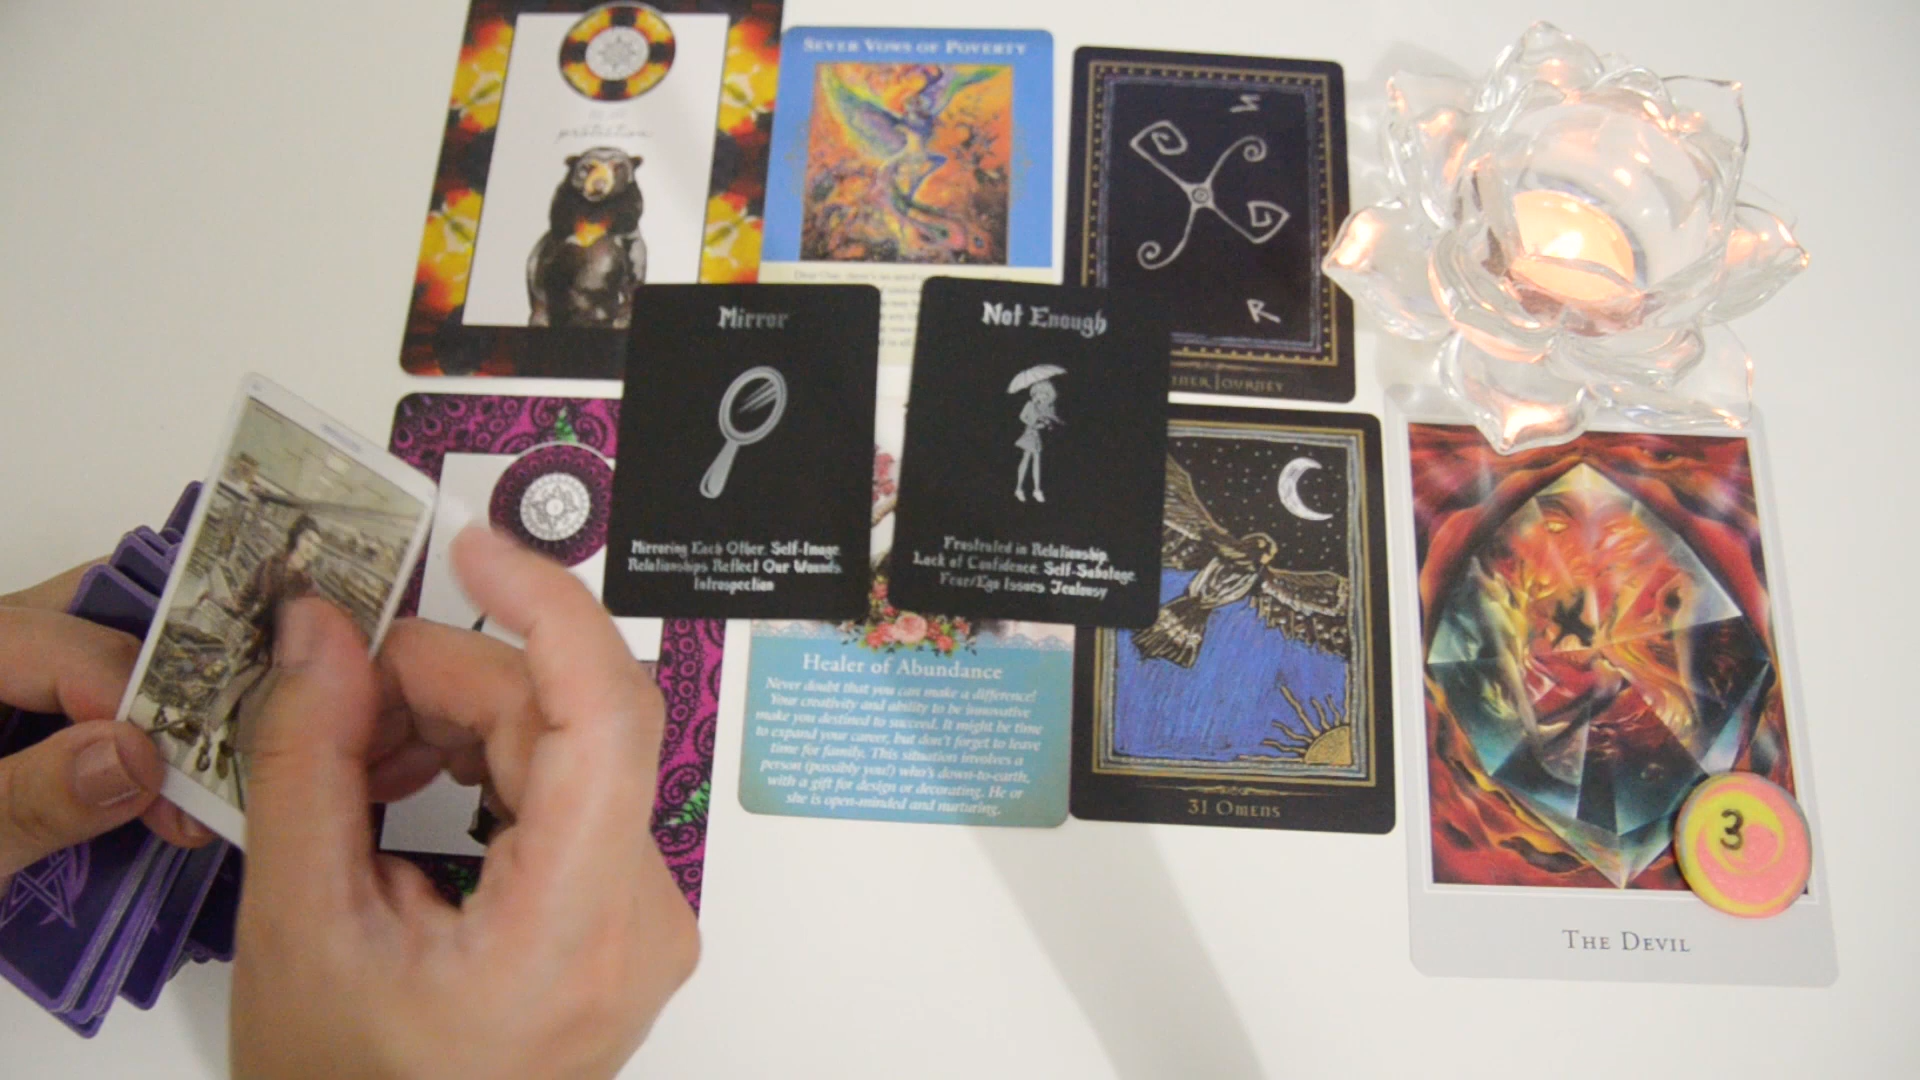 protection
Seven Vows of Poverty
S
R
Journey
Mirror
Mirroring Each Other, Self-Image,
Relationships Reflect Our Wounds,
Introspection
Not Enough
Frustrated in Relationship,
Lack of Confidence, Self-Sabotage,
Fear/Ego Issues, Jealousy
Healer of Abundance
Never doubt that you can make a difference!
Your creativity and ability to be innovative
make you destined to succeed. It might be time
to expand your career, but don't forget to leave
time for family. This situation involves a
person (possibly you!) who's down-to-earth,
with a gift for design or decorating. He or
she is open-minded and nurturing.
31 Omens
3
The Devil